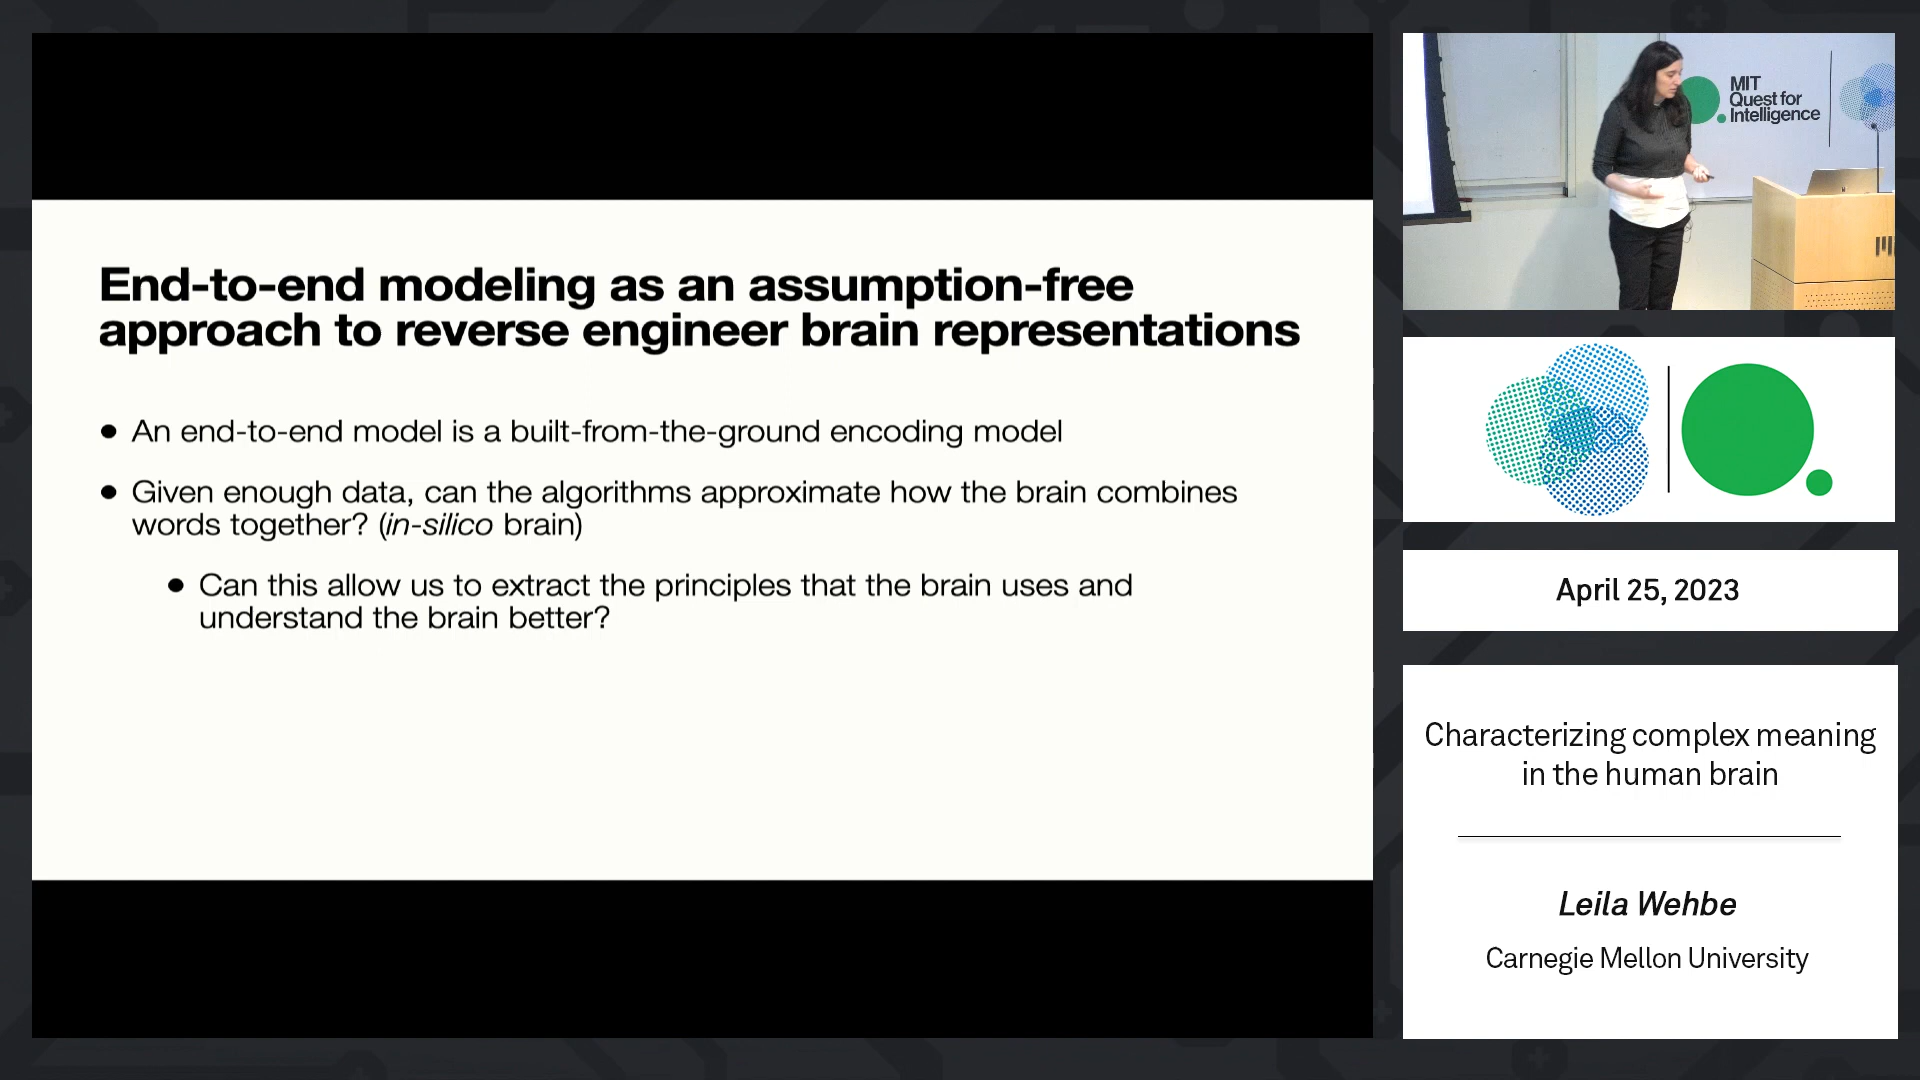 End-to-end modeling as an assumption-free
approach to reverse engineer brain representations
● An end-to-end model is a built-from-the-ground encoding model
● Given enough data, can the algorithms approximate how the brain combines
words together? (in-silico brain)
● Can this allow us to extract the principles that the brain uses and
understand the brain better?
MIT
Quest for
Intelligence
April 25, 2023
Characterizing complex meaning
in the human brain
Leila Wehbe
Carnegie Mellon University